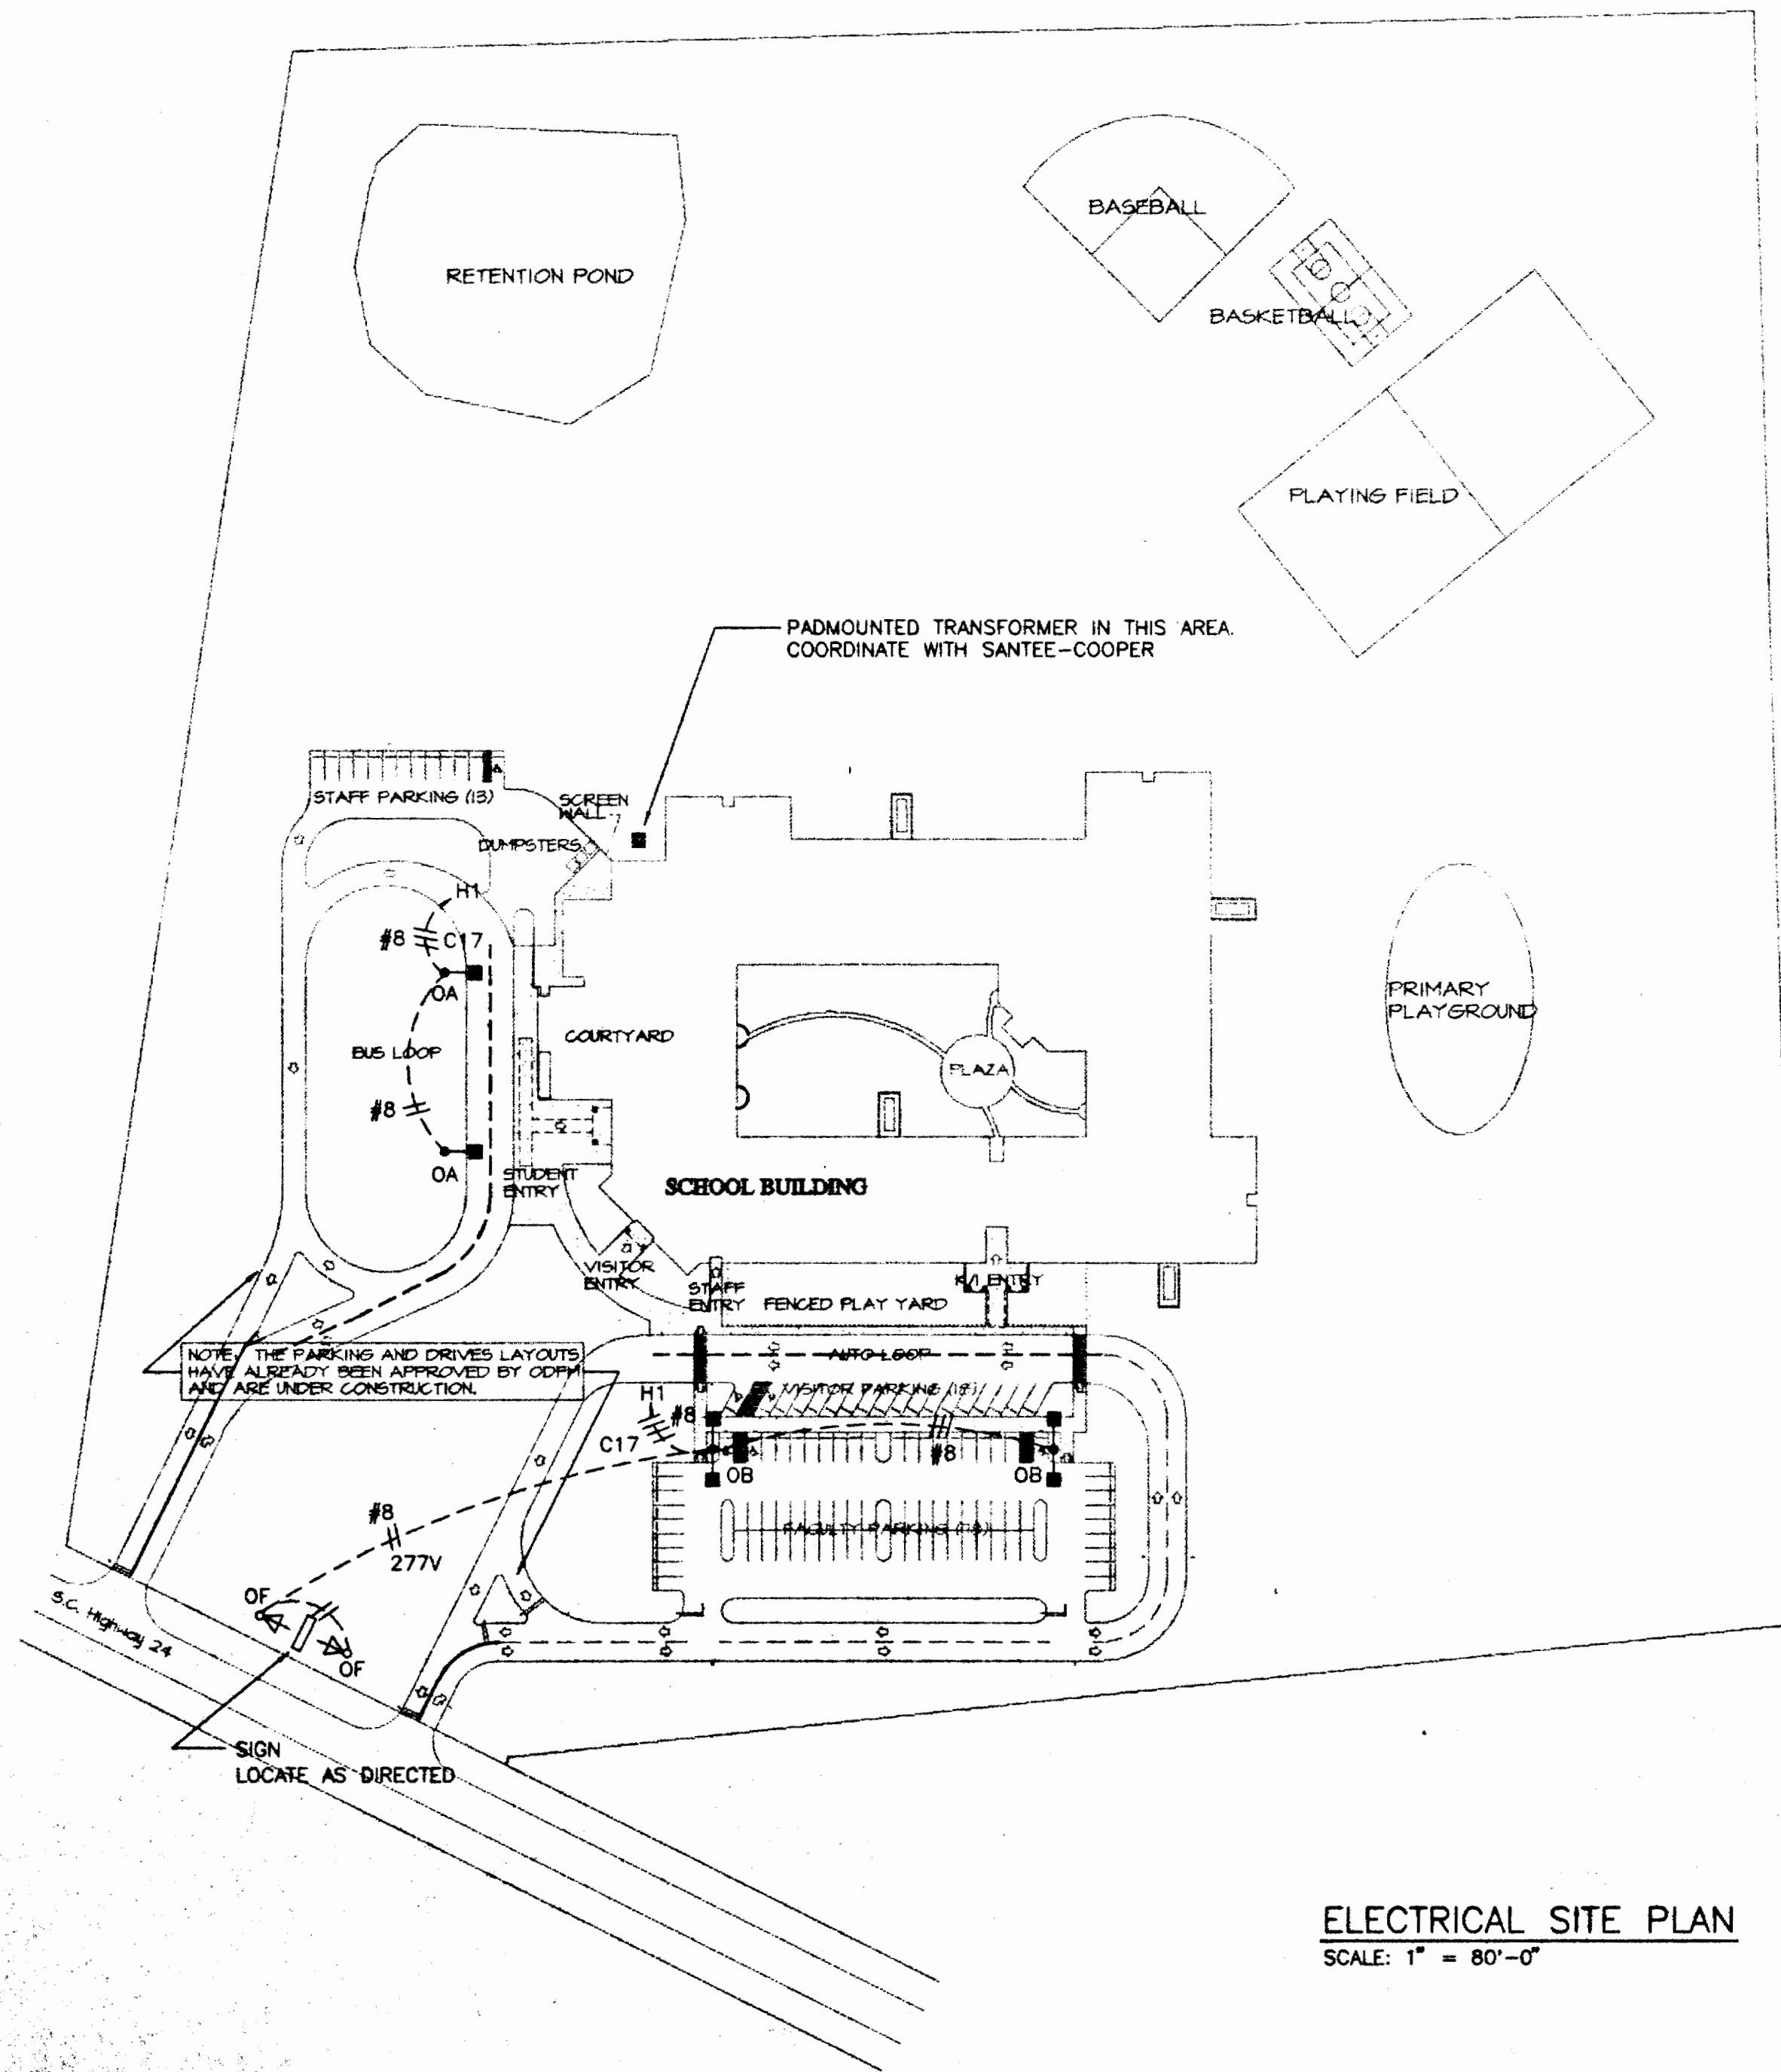 BASEBALL
RETENTION POND
BASKETBALL
PLAYING FIELD
PADMOUNTED TRANSFORMER IN THIS AREA.
COORDINATE WITH SANTEE-COOPER
STAFF PARKING (13)
SCREEN
WALL
DUMPSTERS
H1
#8
C17
OA
PRIMARY
PLAYGROUND
COURTYARD
BUS LOOP
PLAZA
#8
OA
STUDENT
ENTRY
SCHOOL BUILDING
VISITOR
ENTRY
STAFF
ENTRY
K/1 ENTRY
FENCED PLAY YARD
NOTE: THE PARKING AND DRIVES LAYOUTS
HAVE ALREADY BEEN APPROVED BY ODFM
AND ARE UNDER CONSTRUCTION.
AUTO LOOP
VISITOR PARKING
H1
#8
C17
#8
OB
OB
#8
277V
FACULTY PARKING
OF
OF
S.C. Highway 24
SIGN
LOCATE AS DIRECTED
ELECTRICAL SITE PLAN
SCALE: 1" = 80'-0"